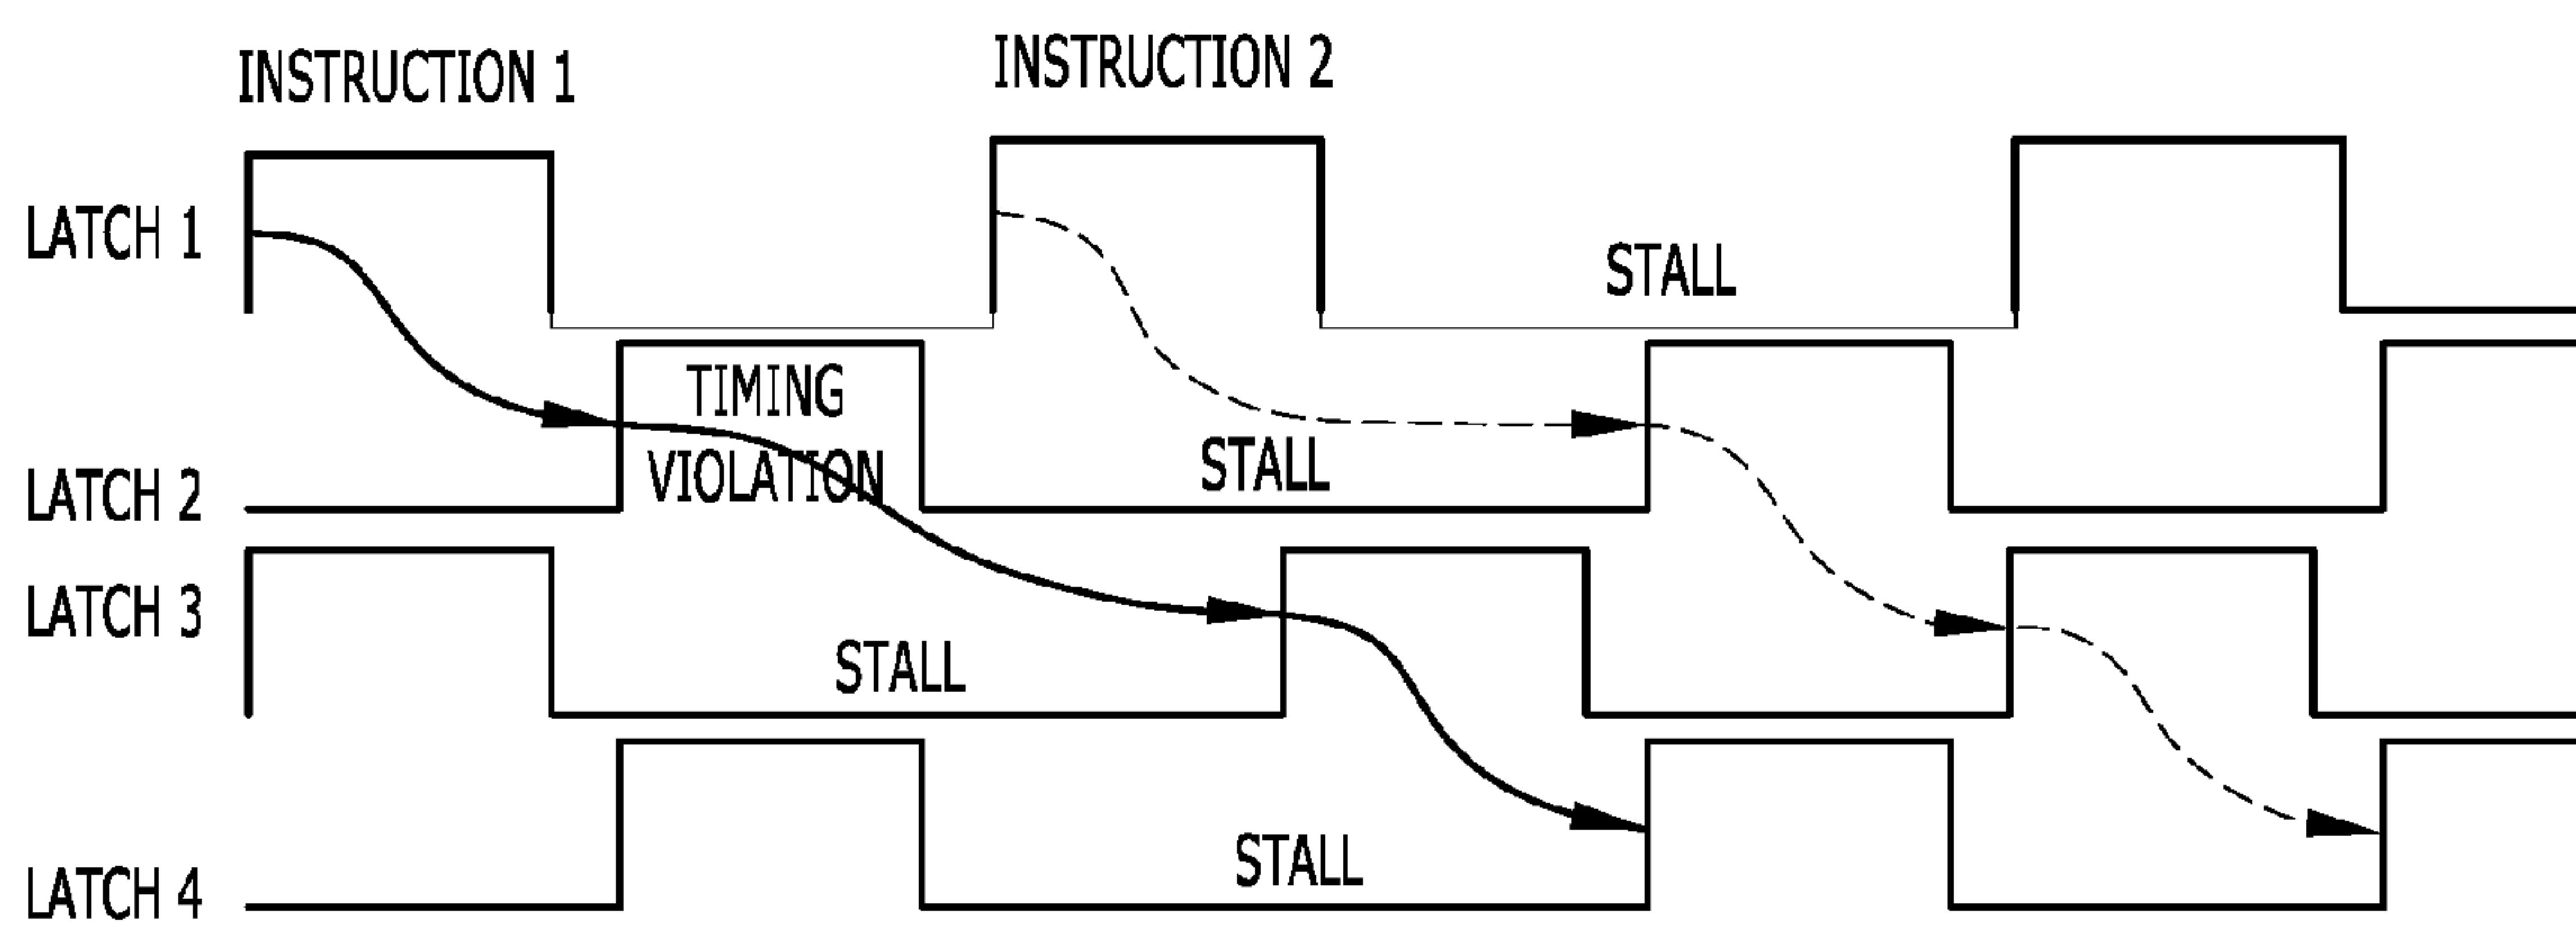 INSTRUCTION 1
INSTRUCTION 2
LATCH 1
STALL
TIMING
VIOLATION
STALL
LATCH 2
LATCH 3
STALL
STALL
LATCH 4